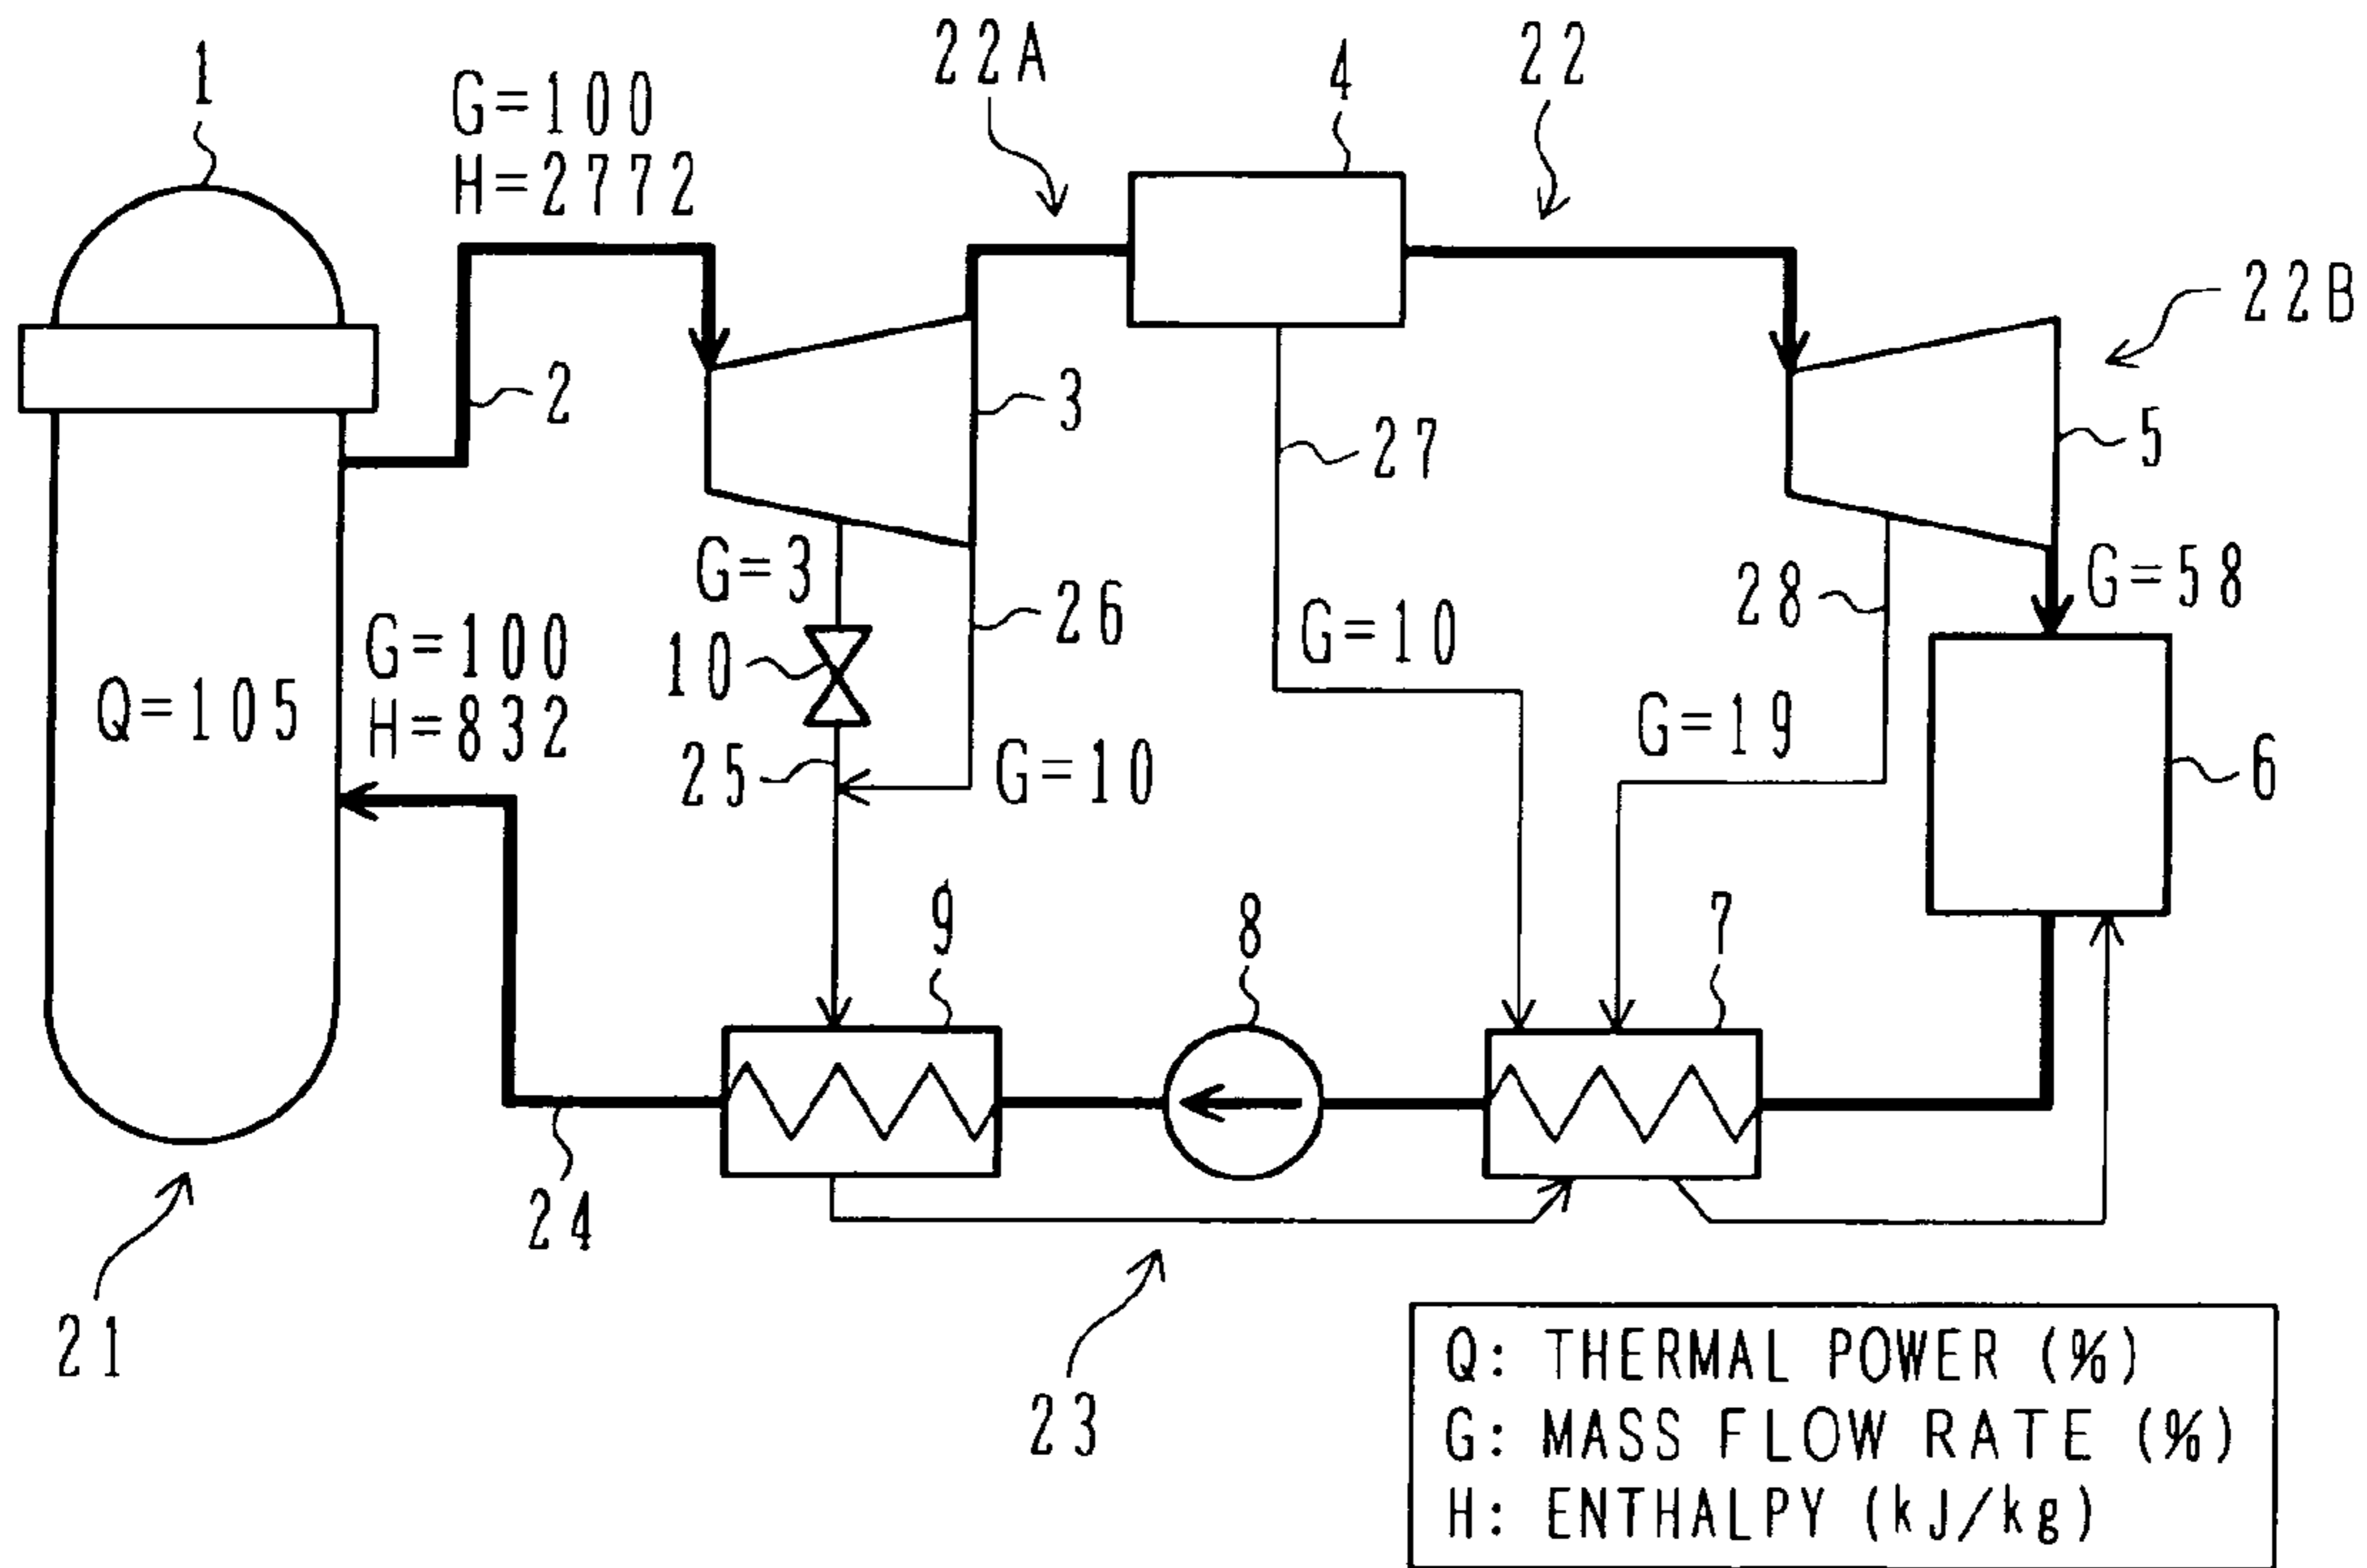 1
G=100
H=2772
22A
4
22
22B
2
3
27
5
G=3
26
28
G=58
10
G=10
G=100
H=832
Q=105
25
G=10
G=19
6
9
8
7
24
21
23
Q: THERMAL POWER (%)
G: MASS FLOW RATE (%)
H: ENTHALPY (kJ/kg)